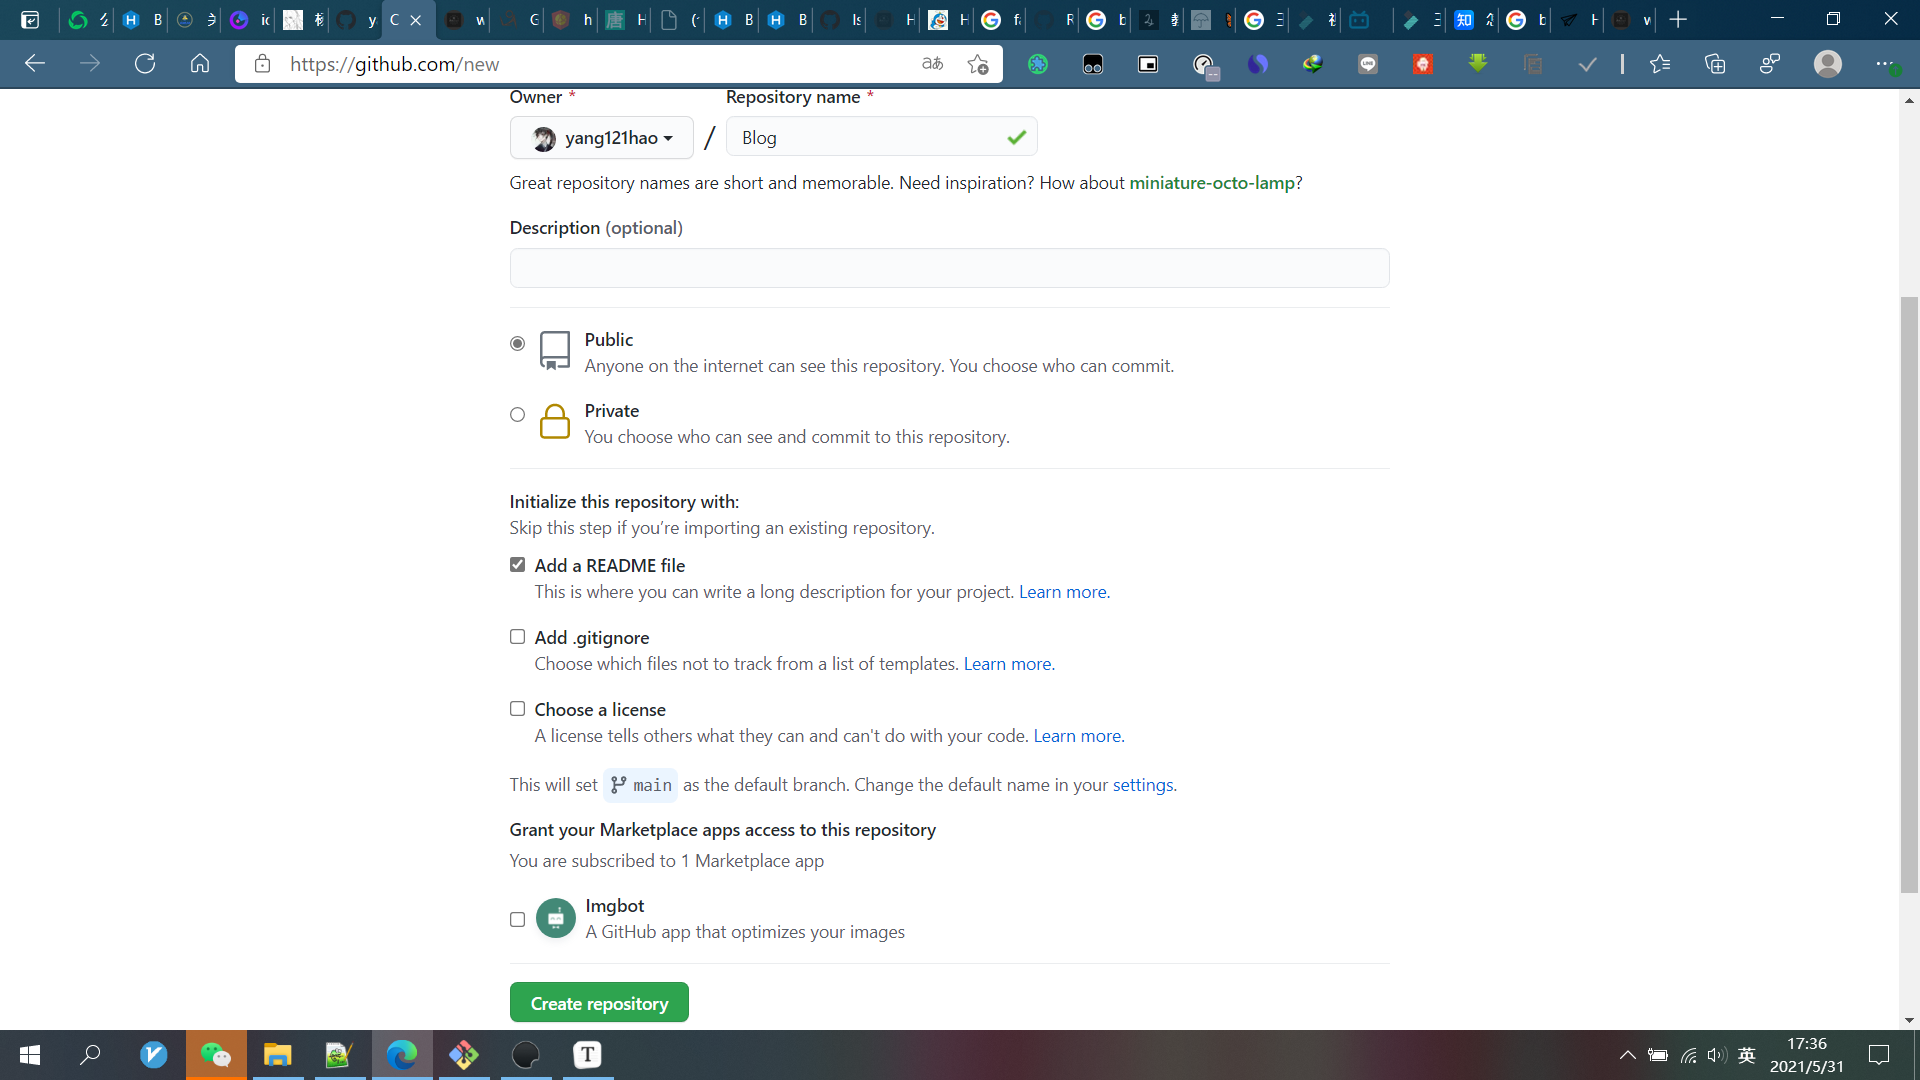 https://github.com/new
Owner *
Repository name *
yang121hao
/
Blog
Great repository names are short and memorable. Need inspiration? How about miniature-octo-lamp?
Description (optional)
Public
Anyone on the internet can see this repository. You choose who can commit.
Private
You choose who can see and commit to this repository.
Initialize this repository with:
Skip this step if you’re importing an existing repository.
Add a README file
This is where you can write a long description for your project. Learn more.
Add .gitignore
Choose which files not to track from a list of templates. Learn more.
Choose a license
A license tells others what they can and can't do with your code. Learn more.
This will set main as the default branch. Change the default name in your settings.
Grant your Marketplace apps access to this repository
You are subscribed to 1 Marketplace app
Imgbot
A GitHub app that optimizes your images
Create repository
英
17:36
2021/5/31